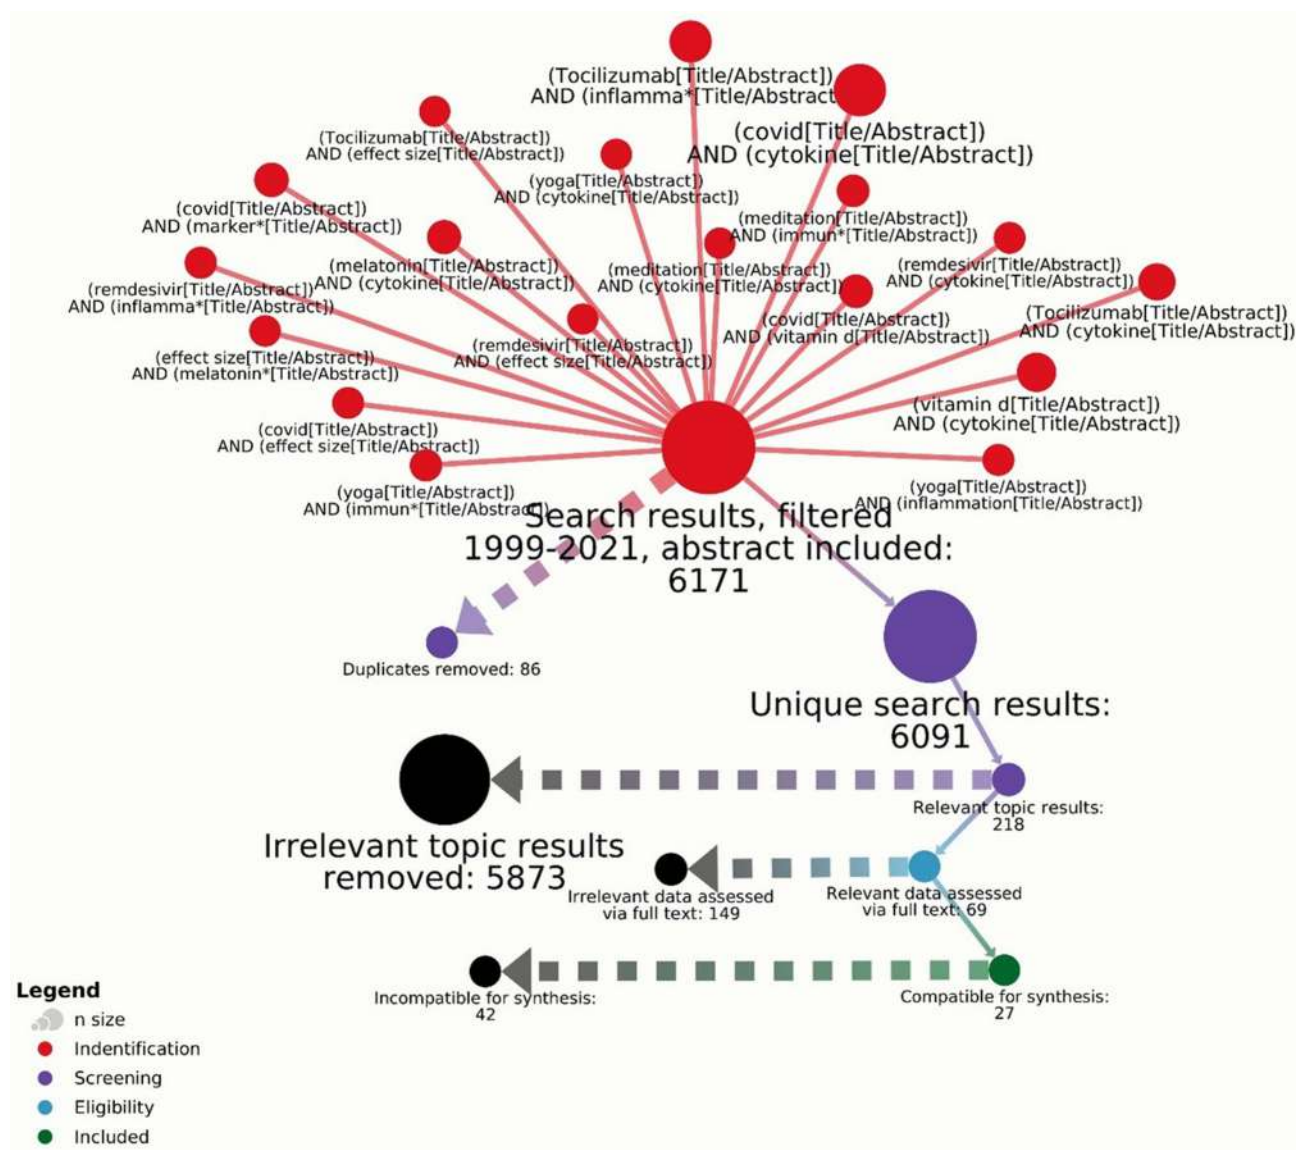 (Tocilizumab[Title/Abstract])
AND (inflamma*[Title/Abstract
(covid[Title/Abstract])
AND (cytokine[Title/Abstract])
(Tocilizumab[Title/Abstract])
AND (effect size[Title/Abstract])
(yoga[Title/Abstract])
AND (cytokine[Title/Abstract])
(covid[Title/Abstract])
AND (marker*[Title/Abstract])
(meditation[Title/Abstract])
AND (immun*[Title/Abstract])
(melatonin[Title/Abstract])
AND (cytokine[Title/Abstract])
(meditation[Title/Abstract])
AND (cytokine[Title/Abstract])
(remdesivir[Title/Abstract])
AND (cytokine[Title/Abstract])
(remdesivir[Title/Abstract])
AND (inflamma*[Title/Abstract])
(covid[Title/Abstract])
AND (vitamin d[Title/Abstract])
(Tocilizumab[Title/Abstract])
AND (cytokine[Title/Abstract])
(effect size[Title/Abstract])
AND (melatonin*[Title/Abstract])
(remdesivir[Title/Abstract])
AND (effect size[Title/Abstract])
(vitamin d[Title/Abstract])
AND (cytokine[Title/Abstract])
(covid[Title/Abstract])
AND (effect size[Title/Abstract])
(yoga[Title/Abstract])
AND (immun*[Title/Abstract])
(yoga[Title/Abstract])
AND (inflammation[Title/Abstract])
Search results, filtered
1999-2021, abstract included:
6171
Duplicates removed: 86
Unique search results:
6091
Relevant topic results:
218
Irrelevant topic results
removed: 5873
Irrelevant data assessed
via full text: 149
Relevant data assessed
via full text: 69
Incompatible for synthesis:
42
Compatible for synthesis:
27
Legend
n size
Indentification
Screening
Eligibility
Included